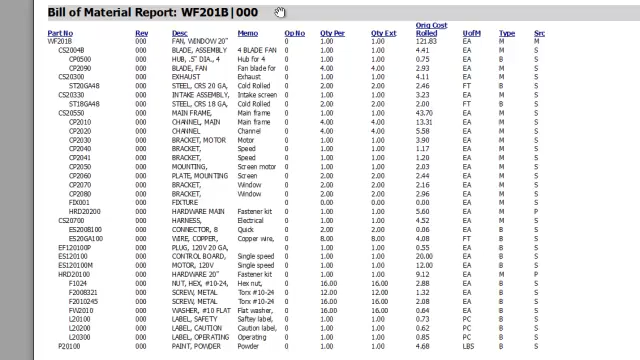 Bill of Material Report: WF201B|000
Part No Rev Desc Memo Op No Qty Per Qty Ext Orig Cost Rolled UofM Type Src
WF201B 000 FAN, WINDOW 20" 0 1.00 1.00 121.83 EA M M
CS2004B 000 BLADE, ASSEMBLY 4 BLADE FAN 0 1.00 1.00 4.41 EA M S
CP0500 000 HUB, .5" DIA., 4 Hub for 4 0 1.00 1.00 0.75 EA B S
CP2090 000 BLADE, FAN Fan blade for 0 4.00 4.00 2.93 EA M S
CS20300 000 EXHAUST Exhaust 0 1.00 1.00 4.11 EA M S
ST20GA48 000 STEEL, CRS 20 GA, Cold Rolled 0 2.00 2.00 2.46 FT B S
CS20330 000 INTAKE ASSEMBLY, Intake screen 0 1.00 1.00 3.23 EA M S
ST18GA48 000 STEEL, CRS 18 GA, Cold Rolled 0 2.00 2.00 2.00 FT B S
CS20550 000 MAIN FRAME, Main frame 0 1.00 1.00 43.70 EA M S
CP2010 000 CHANNEL, MAIN Main frame 0 4.00 4.00 13.31 EA M S
CP2020 000 CHANNEL Channel 0 4.00 4.00 5.58 EA M S
CP2030 000 BRACKET, MOTOR Motor 0 1.00 1.00 3.90 EA M S
CP2040 000 BRACKET, Speed 0 1.00 1.00 1.17 EA M S
CP2041 000 BRACKET, Speed 0 1.00 1.00 1.20 EA M S
CP2050 000 MOUNTING, Screen motor 0 1.00 1.00 2.03 EA M S
CP2060 000 PLATE, MOUNTING Screen 0 2.00 2.00 2.44 EA M S
CP2070 000 BRACKET, Window 0 2.00 2.00 2.16 EA M S
CP2080 000 BRACKET, Window 0 2.00 2.00 2.96 EA M S
FIX-001 000 FIXTURE 0 1.00 1.00 0.00 EA M S
HRD20200 000 HARDWARE MAIN Fastener kit 0 1.00 1.00 5.60 EA M P
CS20700 000 HARNESS, Electrical 0 1.00 1.00 4.52 EA M S
ES2008100 000 CONNECTOR, 8 Quick 0 2.00 2.00 0.06 EA B S
ES20GA100 000 WIRE, COPPER, Copper wire, 0 8.00 8.00 4.08 FT B S
EF120100P 000 PLUG, 120V 20 GA, 0 1.00 1.00 0.55 EA B S
ES120100 000 CONTROL BOARD, Single speed 0 1.00 1.00 20.00 EA B S
ES120100M 000 MOTOR, 120V Single speed 0 1.00 1.00 12.00 EA B S
HRD20100 000 HARDWARE 20" Fastener kit 0 1.00 1.00 9.12 EA M P
F1024 000 NUT, HEX, #10-24, Hex nut, 0 16.00 16.00 2.88 EA B S
F2008321 000 SCREW, METAL Torx #10-24 0 12.00 12.00 1.32 EA B S
F2010245 000 SCREW, METAL Torx #10-24 0 16.00 16.00 2.08 EA B S
FW2010 000 WASHER, #10 FLAT Flat washer, 0 16.00 16.00 0.64 EA B S
L20100 000 LABEL, SAFETY Saftey label, 0 1.00 1.00 0.73 PC B S
L20200 000 LABEL, CAUTION Caution label, 0 1.00 1.00 0.62 PC B S
L20300 000 LABEL, OPERATING Operating 0 1.00 1.00 0.85 PC B S
P20100 000 PAINT, POWDER Powder 0 1.00 1.00 4.68 LBS B S